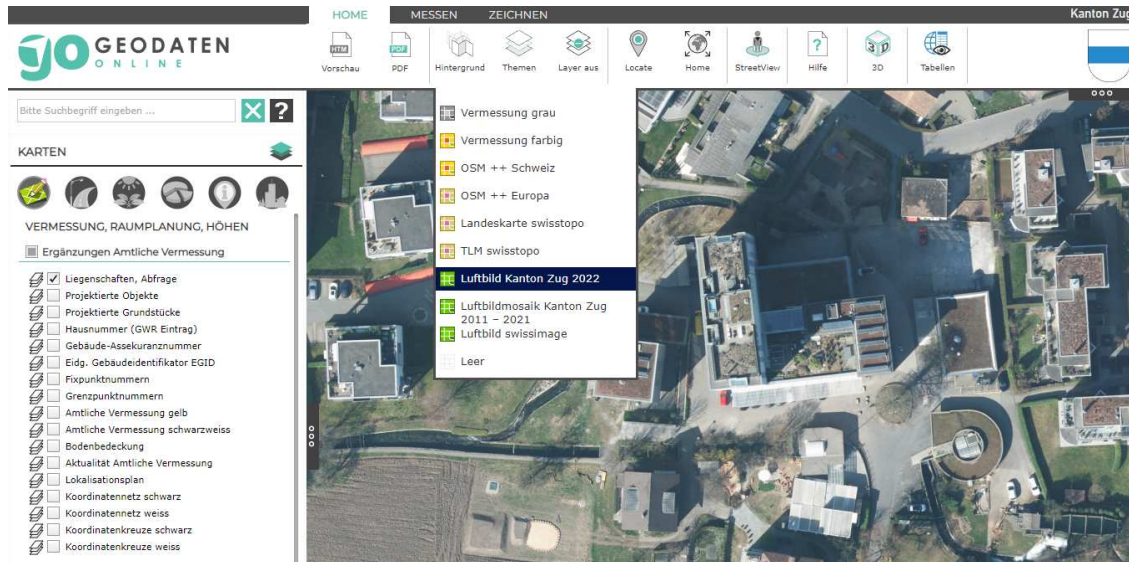 HOME MESSEN ZEICHNEN Kanton Zug
GEODATEN
ONLINE
HTM
PDF
?
3D
Vorschau PDF Hintergrund Themen Layer aus Locate Home StreetView Hilfe 3D Tabellen
Bitte Suchbegriff eingeben ...
KARTEN
VERMESSUNG, RAUMPLANUNG, HÖHEN
Ergänzungen Amtliche Vermessung
Liegenschaften, Abfrage
Projektierte Objekte
Projektierte Grundstücke
Hausnummer (GWR Eintrag)
Gebäude-Assekuranznummer
Eidg. Gebäudeidentifikator EGID
Fixpunktnummern
Grenzpunktnummern
Amtliche Vermessung gelb
Amtliche Vermessung schwarzweiss
Bodenbedeckung
Aktualität Amtliche Vermessung
Lokalisationsplan
Koordinatennetz schwarz
Koordinatennetz weiss
Koordinatenkreuze schwarz
Koordinatenkreuze weiss
Vermessung grau
Vermessung farbig
OSM ++ Schweiz
OSM ++ Europa
Landeskarte swisstopo
TLM swisstopo
Luftbild Kanton Zug 2022
Luftbildmosaik Kanton Zug
2011 – 2021
Luftbild swissimage
Leer